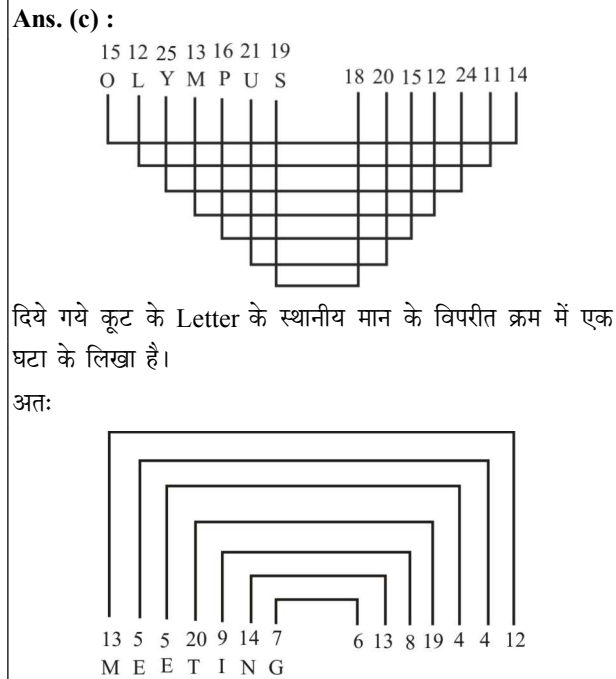 Ans. (c) :
15 12 25 13 16 21 19
O L Y M P U S 18 20 15 12 24 11 14
दिये गये कूट के Letter के स्थानीय मान के विपरीत क्रम में एक
घटा के लिखा है।
अतः
13 5 5 20 9 14 7 6 13 8 19 4 4 12
M E E T I N G